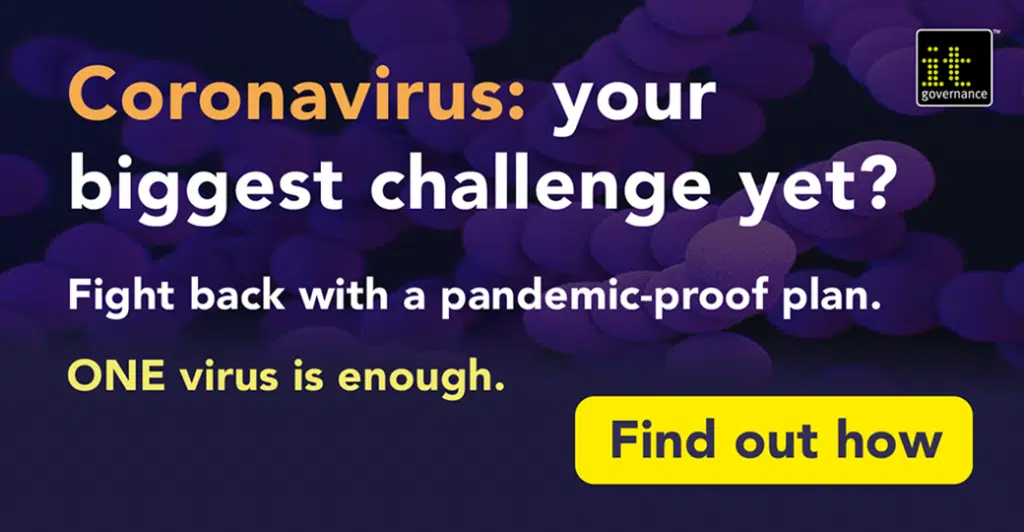 Coronavirus: your
biggest challenge yet?
Fight back with a pandemic-proof plan.
ONE virus is enough.
Find out how
it
governance
™